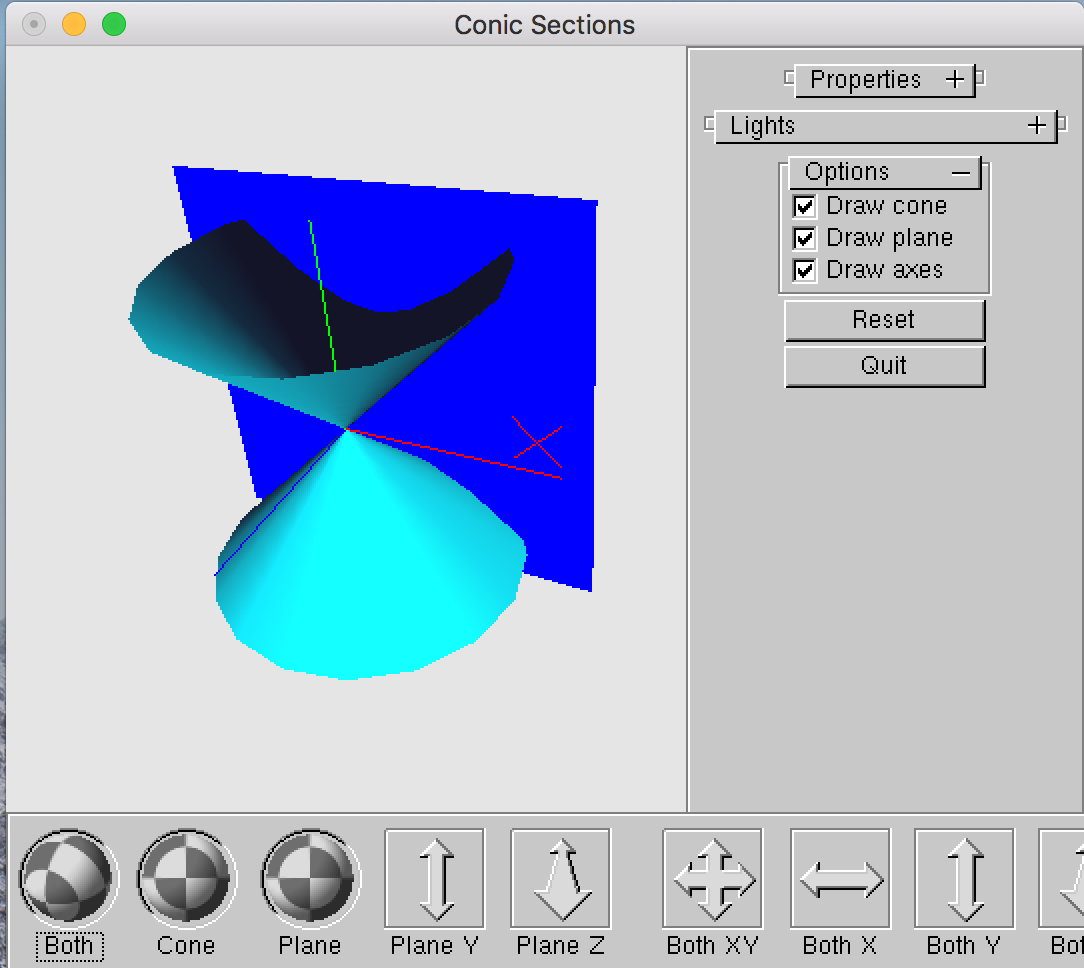 Conic Sections
Properties +
Lights +
Options –
Draw cone
Draw plane
Draw axes
Reset
Quit
X
Both Cone Plane Plane Y Plane Z Both XY Both X Both Y Bot